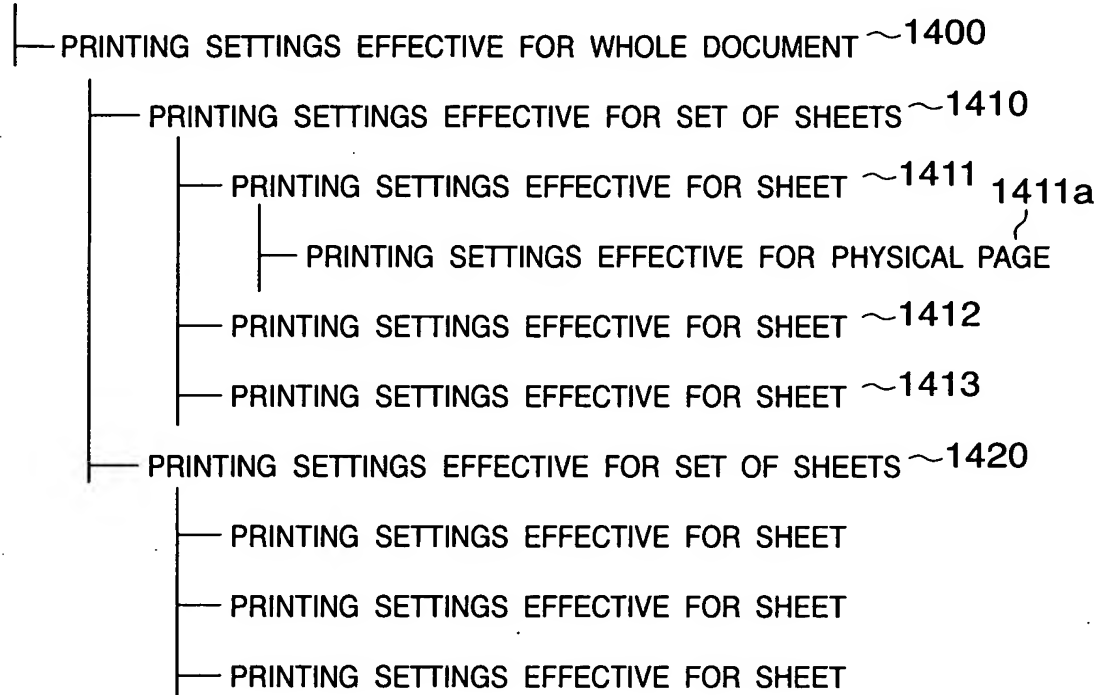 PRINTING SETTINGS EFFECTIVE FOR WHOLE DOCUMENT ~1400
PRINTING SETTINGS EFFECTIVE FOR SET OF SHEETS ~1410
PRINTING SETTINGS EFFECTIVE FOR SHEET ~1411
1411a
PRINTING SETTINGS EFFECTIVE FOR PHYSICAL PAGE
PRINTING SETTINGS EFFECTIVE FOR SHEET ~1412
PRINTING SETTINGS EFFECTIVE FOR SHEET ~1413
PRINTING SETTINGS EFFECTIVE FOR SET OF SHEETS ~1420
PRINTING SETTINGS EFFECTIVE FOR SHEET
PRINTING SETTINGS EFFECTIVE FOR SHEET
PRINTING SETTINGS EFFECTIVE FOR SHEET